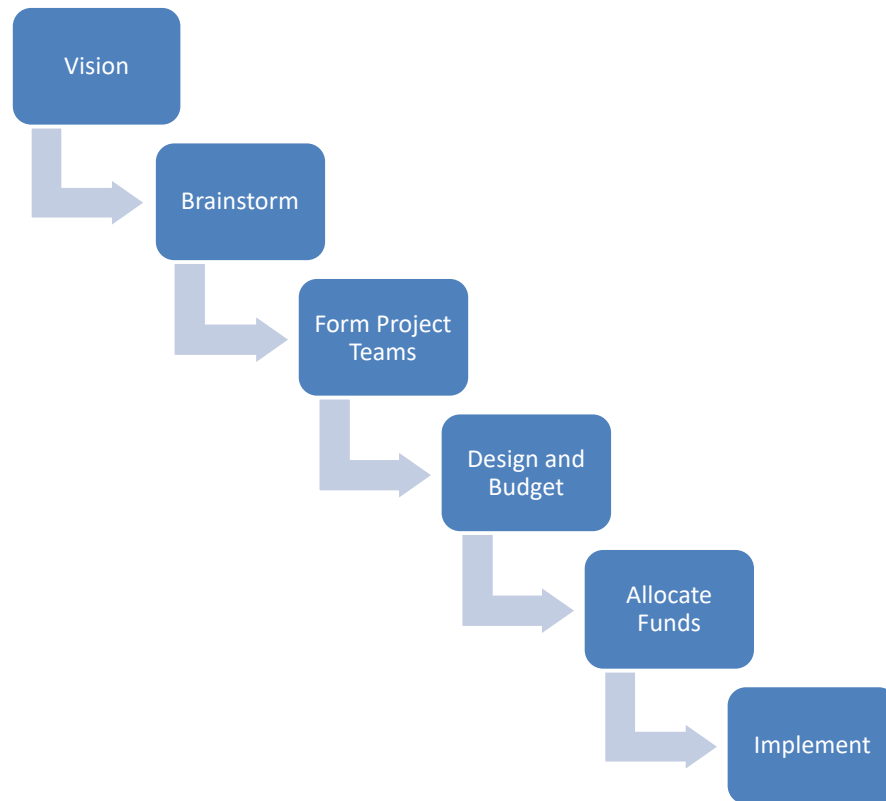 Vision
Brainstorm
Form Project
Teams
Design and
Budget
Allocate
Funds
Implement